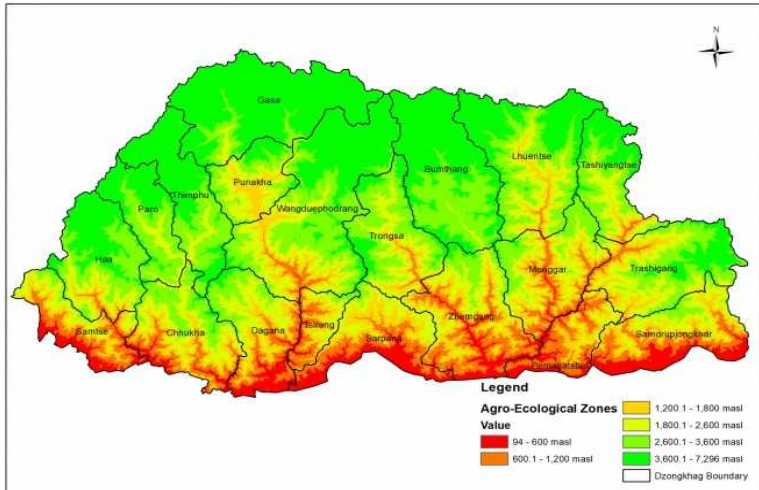 N
Gasa
Lhuentse
Tashiyangtse
Bumthang
Punakha
Paro
Thimphu
Wangduephodrang
Trongsa
Haa
Monggar
Trashigang
Samtse
Chhukha
Dagana
Tsirang
Sarpang
Zhemgang
Samdrupjongkhar
Legend
Agro-Ecological Zones
Value
94 - 600 masl
600.1 - 1,200 masl
1,200.1 - 1,800 masl
1,800.1 - 2,600 masl
2,600.1 - 3,600 masl
3,600.1 - 7,296 masl
Dzongkhag Boundary